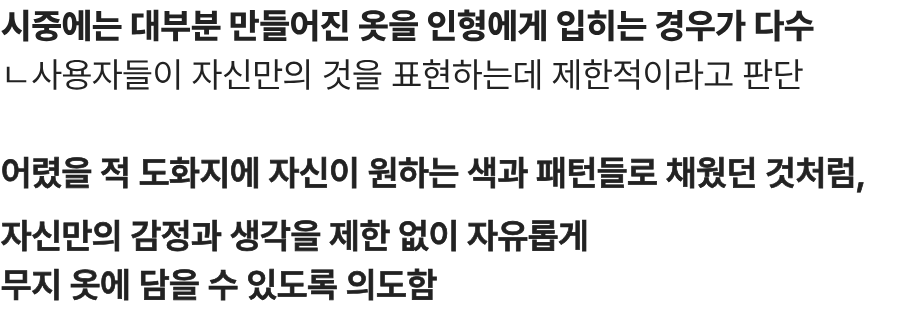 시중에는 대부분 만들어진 옷을 인형에게 입히는 경우가 다수
ㄴ사용자들이 자신만의 것을 표현하는데 제한적이라고 판단
어렸을 적 도화지에 자신이 원하는 색과 패턴들로 채웠던 것처럼,
자신만의 감정과 생각을 제한 없이 자유롭게
무지 옷에 담을 수 있도록 의도함